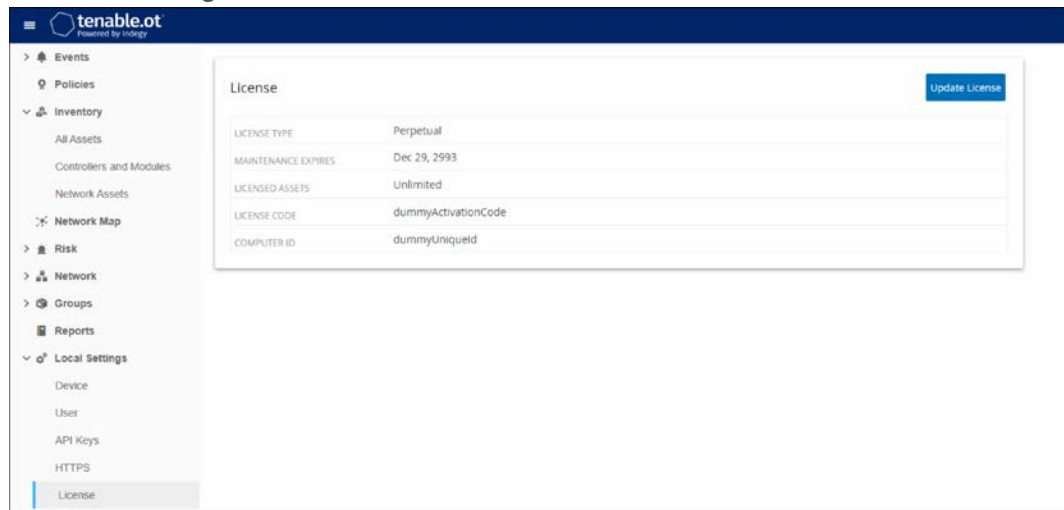 tenable.ot
Powered by Indegy
Events
Policies
Inventory
All Assets
Controllers and Modules
Network Assets
Network Map
Risk
Network
Groups
Reports
Local Settings
Device
User
API Keys
HTTPS
License
License
Update License
LICENSE TYPE Perpetual
MAINTENANCE EXPIRES Dec 29, 2993
LICENSED ASSETS Unlimited
LICENSE CODE dummyActivationCode
COMPUTER ID dummyUniqueId